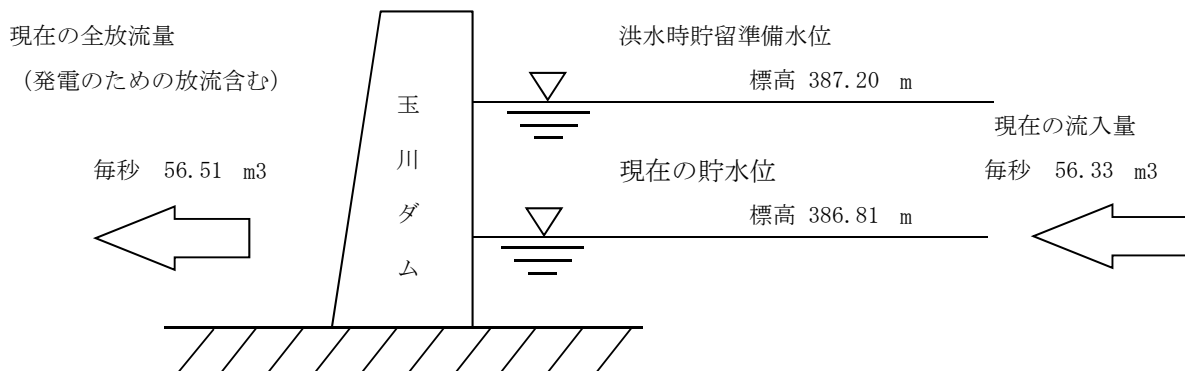 現在の全放流量
（発電のための放流含む）
毎秒 56.51 m3
玉川ダム
洪水時貯留準備水位
標高 387.20 m
現在の貯水位
標高 386.81 m
現在の流入量
毎秒 56.33 m3